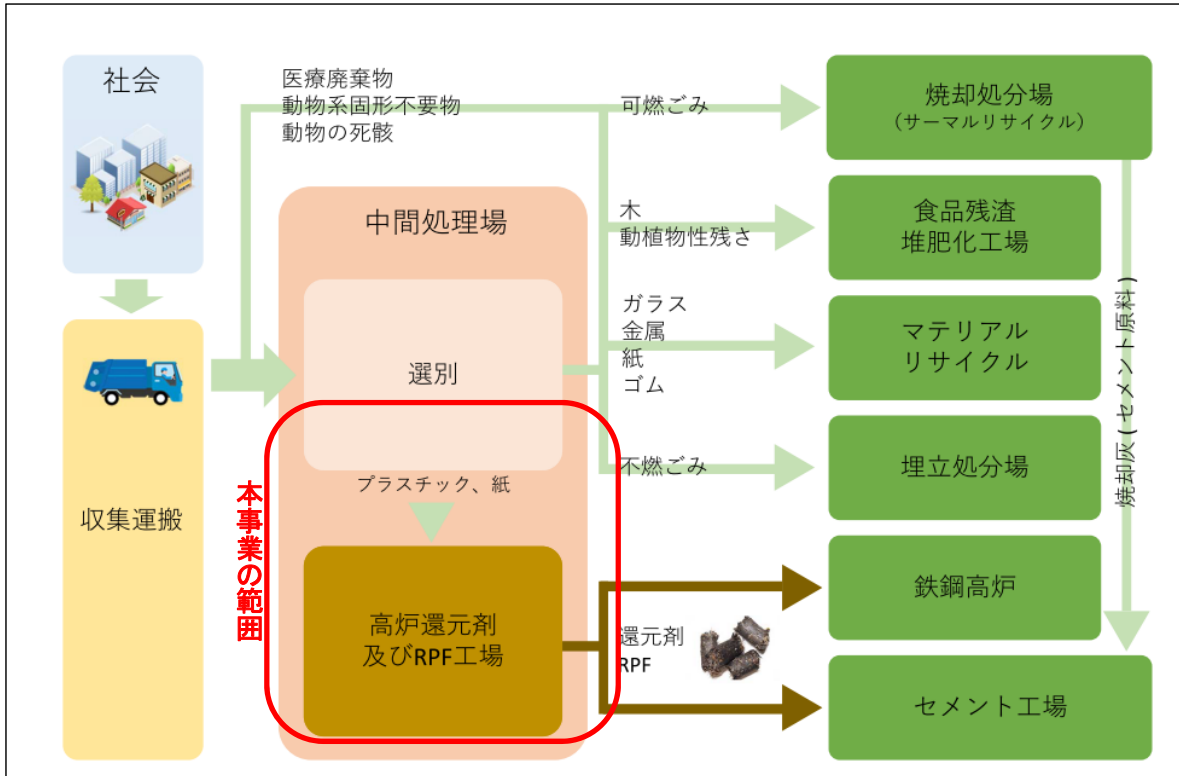 社会
医療廃棄物
動物系固形不要物
動物の死骸
可燃ごみ
焼却処分場
(サーマルリサイクル)
中間処理場
木
動植物性残さ
食品残渣
堆肥化工場
選別
ガラス
金属
紙
ゴム
マテリアル
リサイクル
不燃ごみ
埋立処分場
焼却灰(セメント原料)
プラスチック、紙
本事業の範囲
収集運搬
高炉還元剤
及びRPF工場
還元剤
RPF
鉄鋼高炉
セメント工場